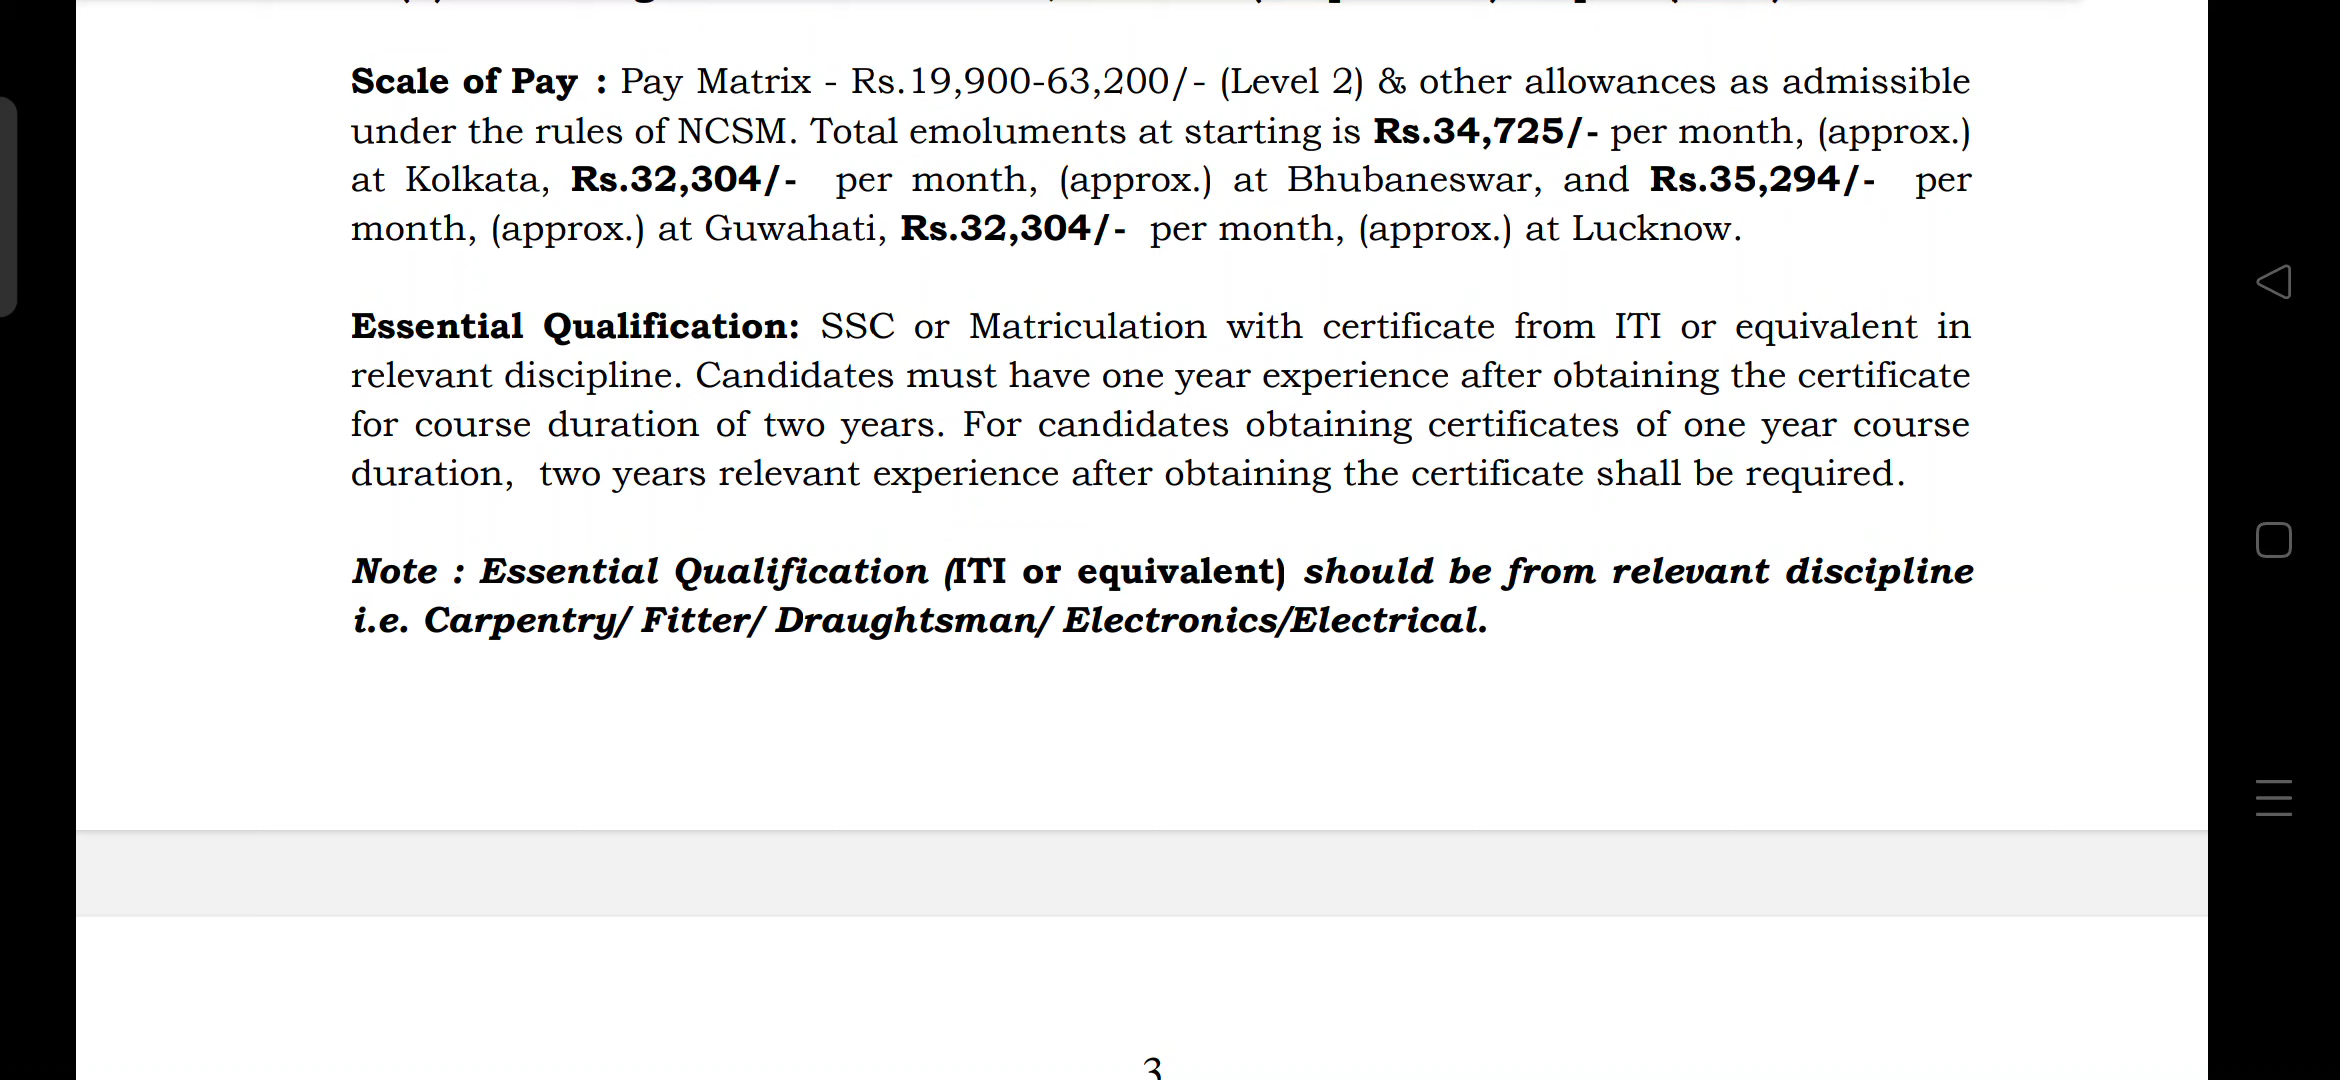 Scale of Pay : Pay Matrix - Rs.19,900-63,200/- (Level 2) & other allowances as admissible
under the rules of NCSM. Total emoluments at starting is Rs.34,725/- per month, (approx.)
at Kolkata, Rs.32,304/- per month, (approx.) at Bhubaneswar, and Rs.35,294/- per
month, (approx.) at Guwahati, Rs.32,304/- per month, (approx.) at Lucknow.
Essential Qualification: SSC or Matriculation with certificate from ITI or equivalent in
relevant discipline. Candidates must have one year experience after obtaining the certificate
for course duration of two years. For candidates obtaining certificates of one year course
duration, two years relevant experience after obtaining the certificate shall be required.
Note : Essential Qualification (ITI or equivalent) should be from relevant discipline
i.e. Carpentry/ Fitter/ Draughtsman/ Electronics/Electrical.
3